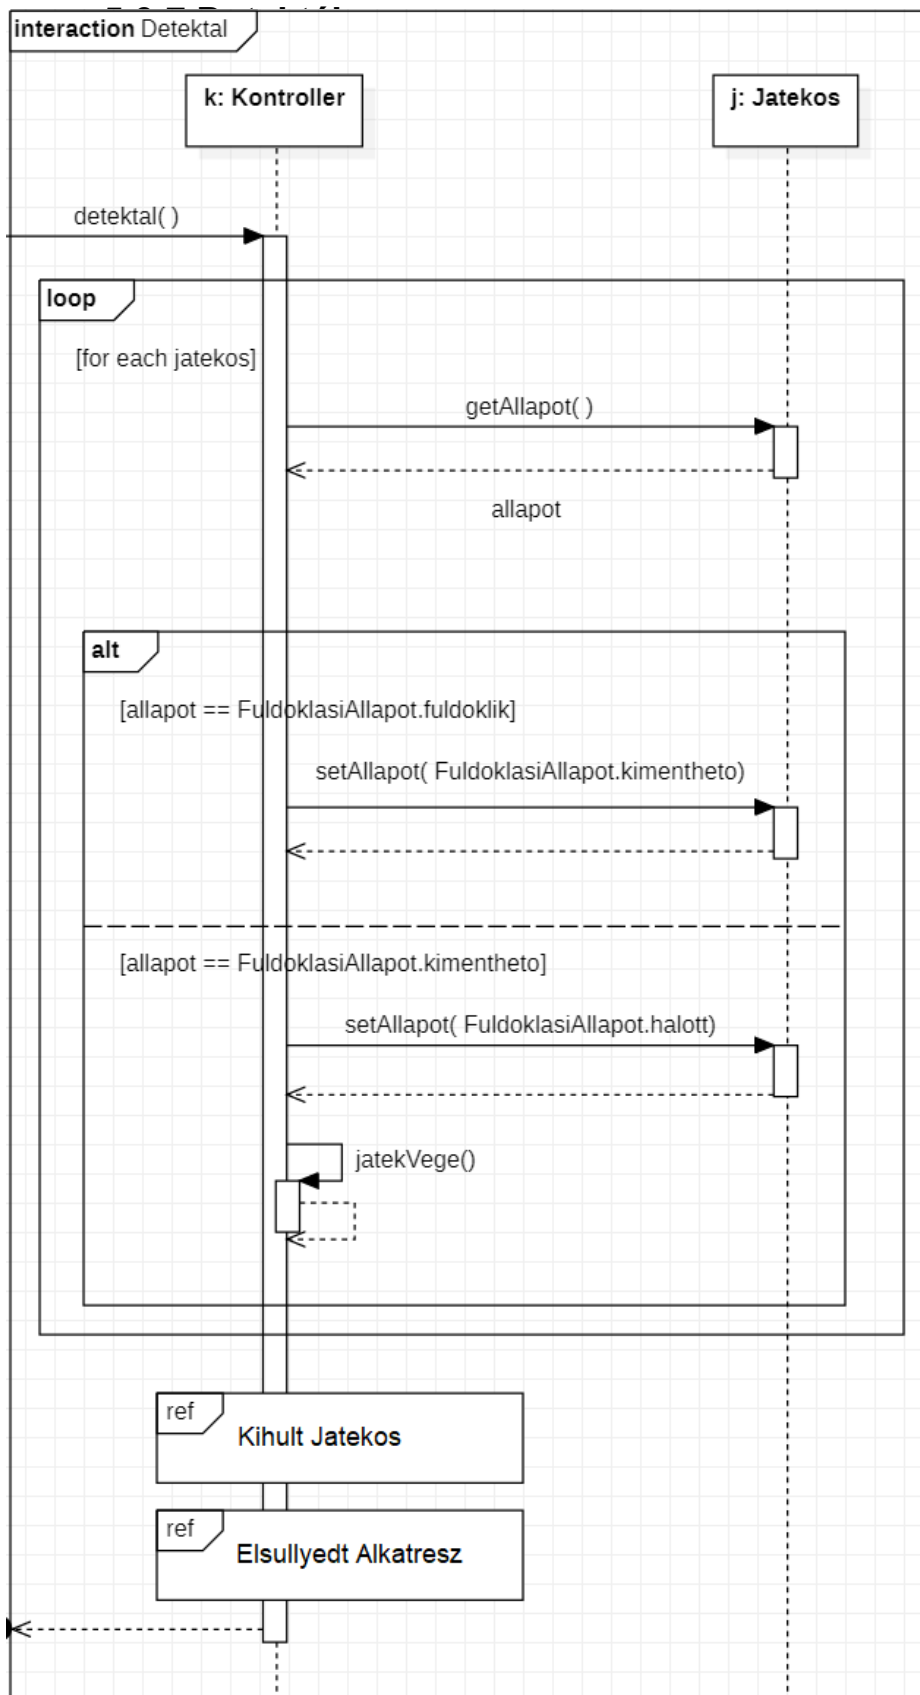 interaction Detektal
k: Kontroller
j: Jatekos
detektal( )
loop
[for each jatekos]
getAllapot( )
allapot
alt
[allapot == FuldoklasiAllapot.fuldoklik]
setAllapot( FuldoklasiAllapot.kimentheto)
[allapot == FuldoklasiAllapot.kimentheto]
setAllapot( FuldoklasiAllapot.halott)
jatekVege()
ref
Kihult Jatekos
ref
Elsullyedt Alkatresz